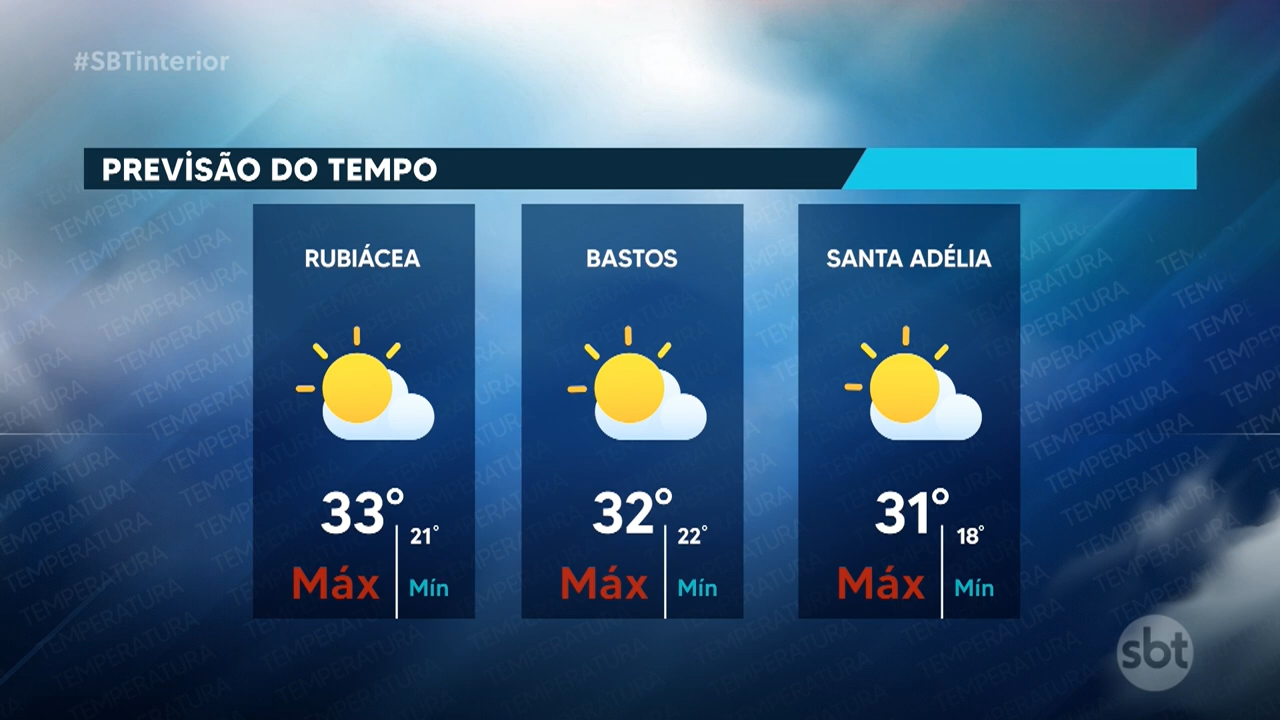 #SBTinterior
PREVISÃO DO TEMPO
RUBIÁCEA
BASTOS
SANTA ADÉLIA
33° 21°
Máx Mín
32° 22°
Máx Mín
31° 18°
Máx Mín
TEMPERATURA
sbt